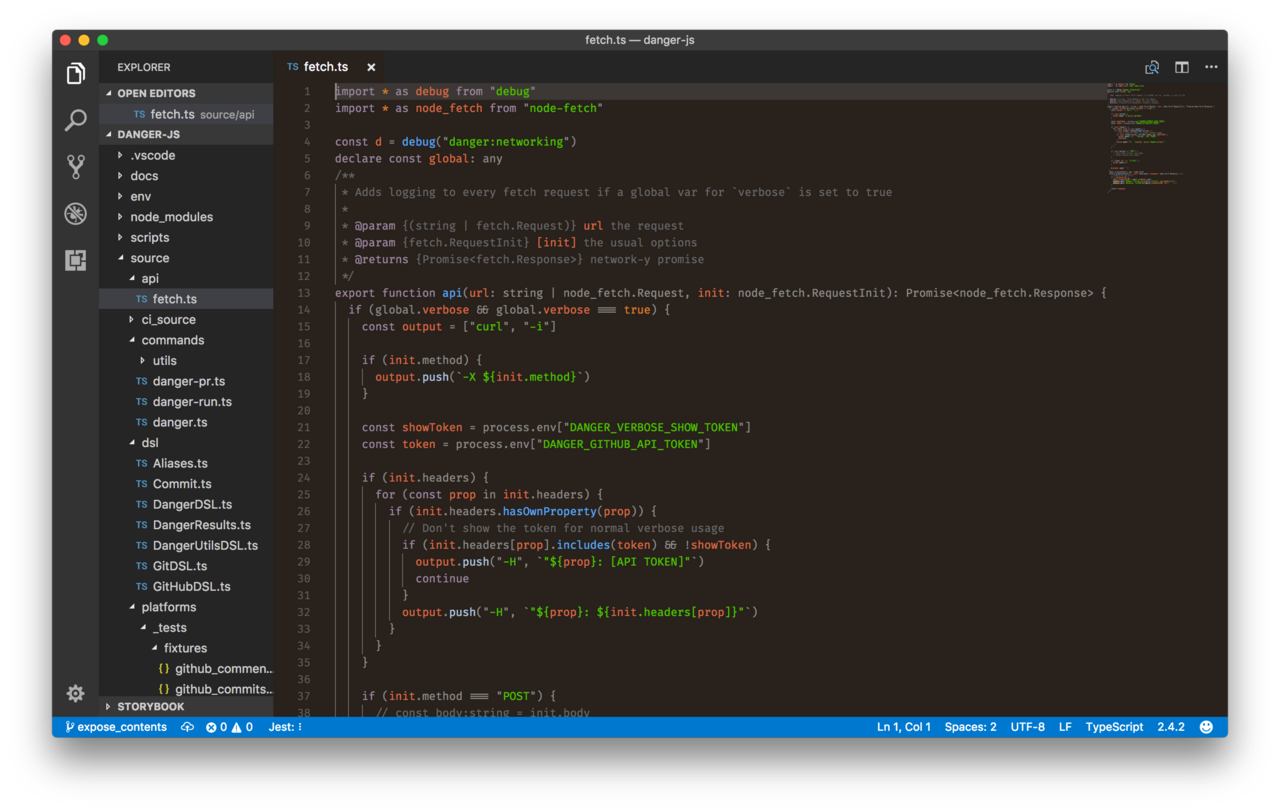 fetch.ts — danger-js
EXPLORER
OPEN EDITORS
TS fetch.ts source/api
DANGER-JS
.vscode
docs
env
node_modules
scripts
source
api
TS fetch.ts
ci_source
commands
utils
TS danger-pr.ts
TS danger-run.ts
TS danger.ts
dsl
TS Aliases.ts
TS Commit.ts
TS DangerDSL.ts
TS DangerResults.ts
TS DangerUtilsDSL.ts
TS GitDSL.ts
TS GitHubDSL.ts
platforms
_tests
fixtures
{} github_commen...
{} github_commits...
STORYBOOK
TS fetch.ts ×
1 import * as debug from "debug"
2 import * as node_fetch from "node-fetch"
3
4 const d = debug("danger:networking")
5 declare const global: any
6 /**
7 * Adds logging to every fetch request if a global var for `verbose` is set to true
8 *
9 * @param {(string | fetch.Request)} url the request
10 * @param {fetch.RequestInit} [init] the usual options
11 * @returns {Promise<fetch.Response>} network-y promise
12 */
13 export function api(url: string | node_fetch.Request, init: node_fetch.RequestInit): Promise<node_fetch.Response> {
14 if (global.verbose && global.verbose === true) {
15 const output = ["curl", "-i"]
16
17 if (init.method) {
18 output.push(`-X ${init.method}`)
19 }
20
21 const showToken = process.env["DANGER_VERBOSE_SHOW_TOKEN"]
22 const token = process.env["DANGER_GITHUB_API_TOKEN"]
23
24 if (init.headers) {
25 for (const prop in init.headers) {
26 if (init.headers.hasOwnProperty(prop)) {
27 // Don't show the token for normal verbose usage
28 if (init.headers[prop].includes(token) && !showToken) {
29 output.push("-H", `"${prop}: [API TOKEN]"`)
30 continue
31 }
32 output.push("-H", `"${prop}: ${init.headers[prop]}"`)
33 }
34 }
35 }
36
37 if (init.method === "POST") {
38 // const body:string = init.body
expose_contents 0 0 Jest: ⁝ Ln 1, Col 1 Spaces: 2 UTF-8 LF TypeScript 2.4.2